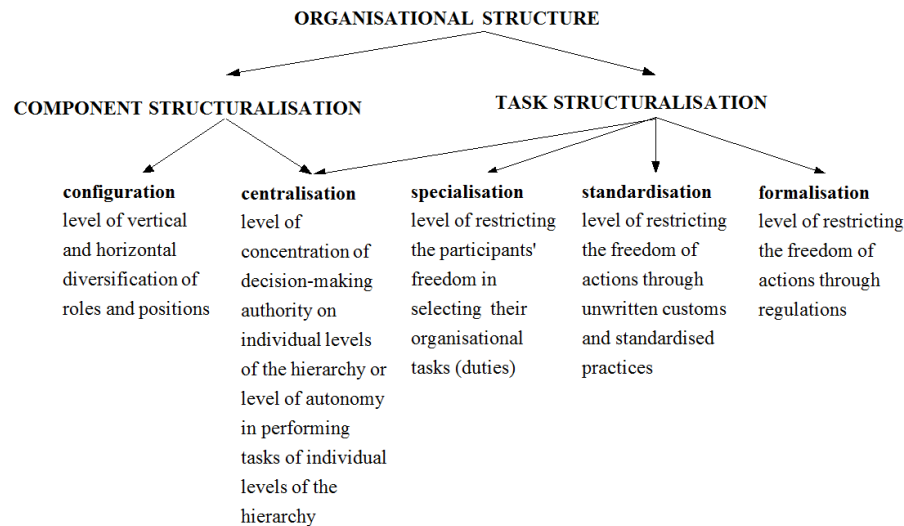 ORGANISATIONAL STRUCTURE
COMPONENT STRUCTURALISATION
TASK STRUCTURALISATION
configuration
level of vertical
and horizontal
diversification of
roles and positions
centralisation
level of
concentration of
decision-making
authority on
individual levels
of the hierarchy or
level of autonomy
in performing
tasks of individual
levels of the
hierarchy
specialisation
level of restricting
the participants'
freedom in
selecting their
organisational
tasks (duties)
standardisation
level of restricting
the freedom of
actions through
unwritten customs
and standardised
practices
formalisation
level of restricting
the freedom of
actions through
regulations